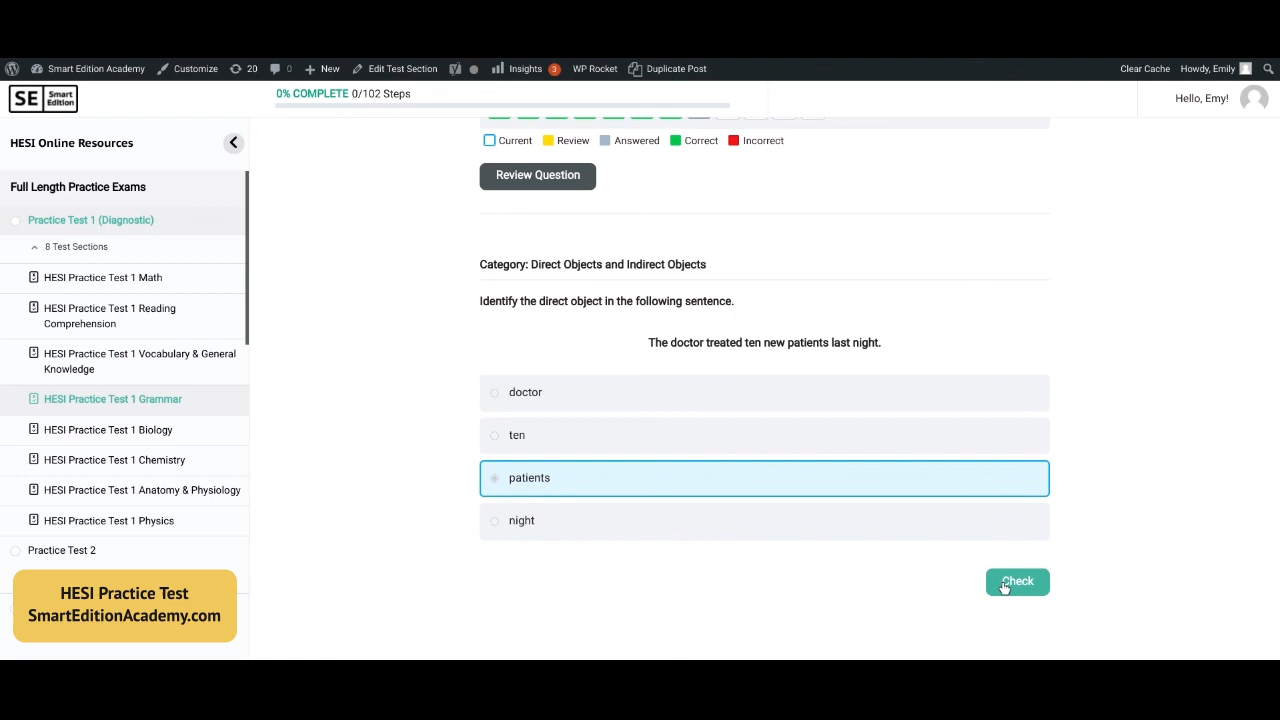 Smart Edition Academy Customize 20 0 New Edit Test Section Insights 3 WP Rocket Duplicate Post Clear Cache Howdy, Emily
SE Smart Edition
0% COMPLETE 0/102 Steps
Hello, Emy!
HESI Online Resources
Full Length Practice Exams
Practice Test 1 (Diagnostic)
8 Test Sections
HESI Practice Test 1 Math
HESI Practice Test 1 Reading
Comprehension
HESI Practice Test 1 Vocabulary & General
Knowledge
HESI Practice Test 1 Grammar
HESI Practice Test 1 Biology
HESI Practice Test 1 Chemistry
HESI Practice Test 1 Anatomy & Physiology
HESI Practice Test 1 Physics
Practice Test 2
HESI Practice Test
SmartEditionAcademy.com
Current Review Answered Correct Incorrect
Review Question
Category: Direct Objects and Indirect Objects
Identify the direct object in the following sentence.
The doctor treated ten new patients last night.
doctor
ten
patients
night
Check